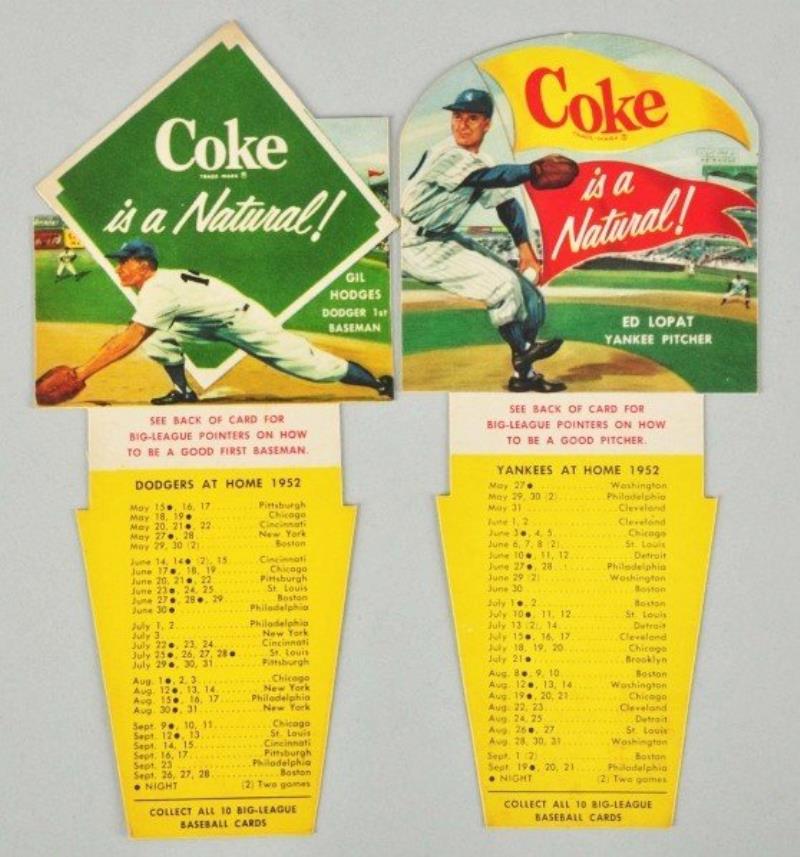 Coke
TRADE-MARK ®
is a Natural!
GIL
HODGES
DODGER 1st
BASEMAN
SEE BACK OF CARD FOR
BIG-LEAGUE POINTERS ON HOW
TO BE A GOOD FIRST BASEMAN.
DODGERS AT HOME 1952
May 15●, 16, 17 Pittsburgh
May 18, 19● Chicago
May 20, 21●, 22 Cincinnati
May 27●, 28 New York
May 29, 30 (2) Boston
June 14, 14● (2), 15 Cincinnati
June 17●, 18, 19 Chicago
June 20, 21●, 22 Pittsburgh
June 23●, 24, 25 St. Louis
June 27●, 28●, 29 Boston
June 30● Philadelphia
July 1, 2 Philadelphia
July 3 New York
July 22●, 23, 24 Cincinnati
July 25●, 26, 27, 28● St. Louis
July 29●, 30, 31 Pittsburgh
Aug. 1●, 2, 3 Chicago
Aug. 12●, 13, 14 New York
Aug. 15●, 16, 17 Philadelphia
Aug. 30●, 31 New York
Sept. 9●, 10, 11 Chicago
Sept. 12●, 13 St. Louis
Sept. 14, 15 Cincinnati
Sept. 16, 17 Pittsburgh
Sept. 23 Philadelphia
Sept. 26, 27, 28 Boston
● NIGHT (2) Two games
COLLECT ALL 10 BIG-LEAGUE
BASEBALL CARDS
Coke
TRADE-MARK ®
is a
Natural!
ED LOPAT
YANKEE PITCHER
SEE BACK OF CARD FOR
BIG-LEAGUE POINTERS ON HOW
TO BE A GOOD PITCHER.
YANKEES AT HOME 1952
May 27● Washington
May 29, 30 (2) Philadelphia
May 31 Cleveland
June 1, 2 Cleveland
June 3●, 4, 5 Chicago
June 6, 7, 8 (2) St. Louis
June 10●, 11, 12 Detroit
June 27●, 28 Philadelphia
June 29 (2) Washington
June 30 Boston
July 1●, 2 Boston
July 10●, 11, 12 St. Louis
July 13 (2), 14 Detroit
July 15●, 16, 17 Cleveland
July 18, 19, 20 Chicago
July 21● Brooklyn
Aug. 8●, 9, 10 Boston
Aug. 12●, 13, 14 Washington
Aug. 19●, 20, 21 Chicago
Aug. 22, 23 Cleveland
Aug. 24, 25 Detroit
Aug. 26●, 27 St. Louis
Aug. 28, 30, 31 Washington
Sept. 1 (2) Boston
Sept. 19●, 20, 21 Philadelphia
● NIGHT (2) Two games
COLLECT ALL 10 BIG-LEAGUE
BASEBALL CARDS